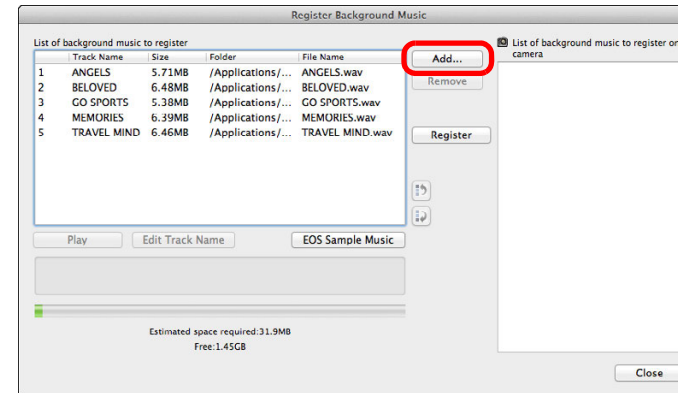 Register Background Music
List of background music to register
Track Name Size Folder File Name
1 ANGELS 5.71MB /Applications/... ANGELS.wav
2 BELOVED 6.48MB /Applications/... BELOVED.wav
3 GO SPORTS 5.38MB /Applications/... GO SPORTS.wav
4 MEMORIES 6.39MB /Applications/... MEMORIES.wav
5 TRAVEL MIND 6.46MB /Applications/... TRAVEL MIND.wav
Add...
Remove
Register
Play Edit Track Name EOS Sample Music
Estimated space required:31.9MB
Free:1.45GB
List of background music to register on
camera
Close